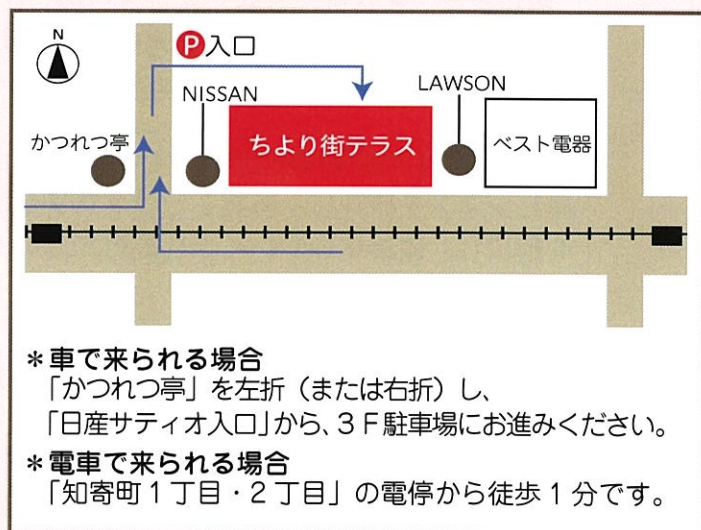 N
P入口
NISSAN
LAWSON
かつれつ亭
ちより街テラス
ベスト電器
＊車で来られる場合
「かつれつ亭」を左折（または右折）し、
「日産サティオ入口」から、３Ｆ駐車場にお進みください。
＊電車で来られる場合
「知寄町１丁目・２丁目」の電停から徒歩１分です。